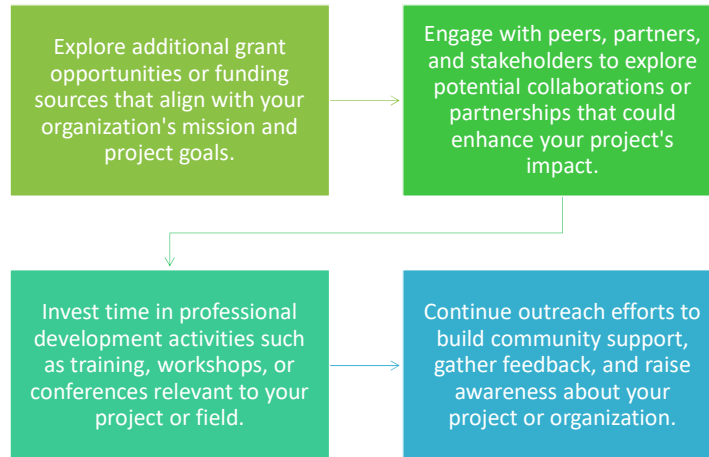 Explore additional grant
opportunities or funding
sources that align with your
organization's mission and
project goals.
Engage with peers, partners,
and stakeholders to explore
potential collaborations or
partnerships that could
enhance your project's
impact.
Invest time in professional
development activities such
as training, workshops, or
conferences relevant to your
project or field.
Continue outreach efforts to
build community support,
gather feedback, and raise
awareness about your
project or organization.